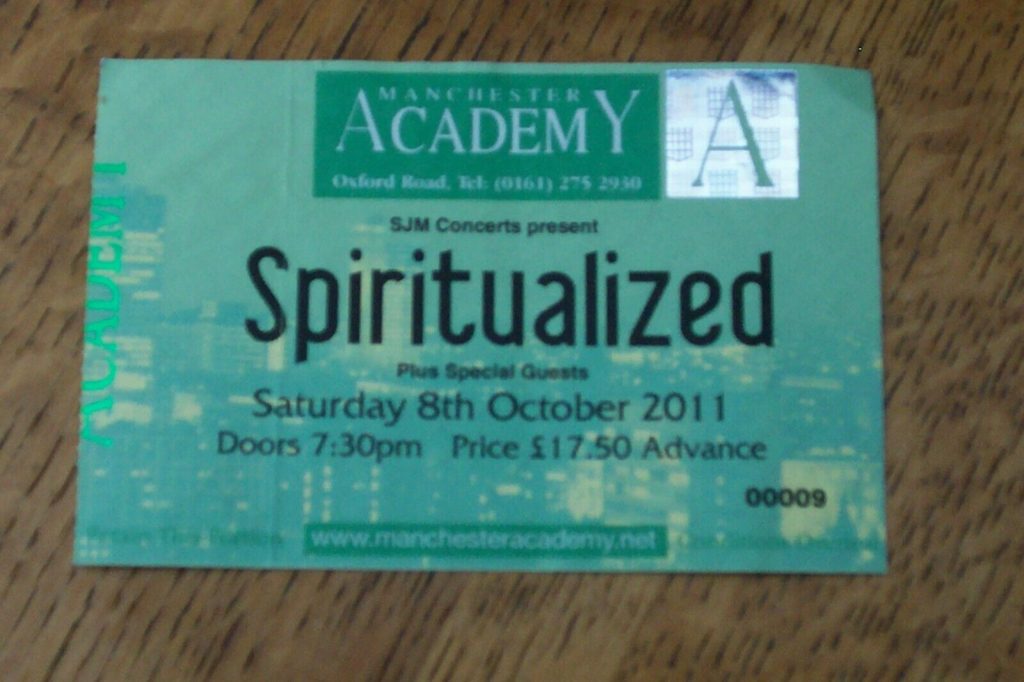 MANCHESTER
ACADEMY
Oxford Road. Tel: (0161) 275 2930
A
SJM Concerts present
Spiritualized
Plus Special Guests
Saturday 8th October 2011
Doors 7:30pm Price £17.50 Advance
00009
www.manchesteracademy.net
ACADEMY